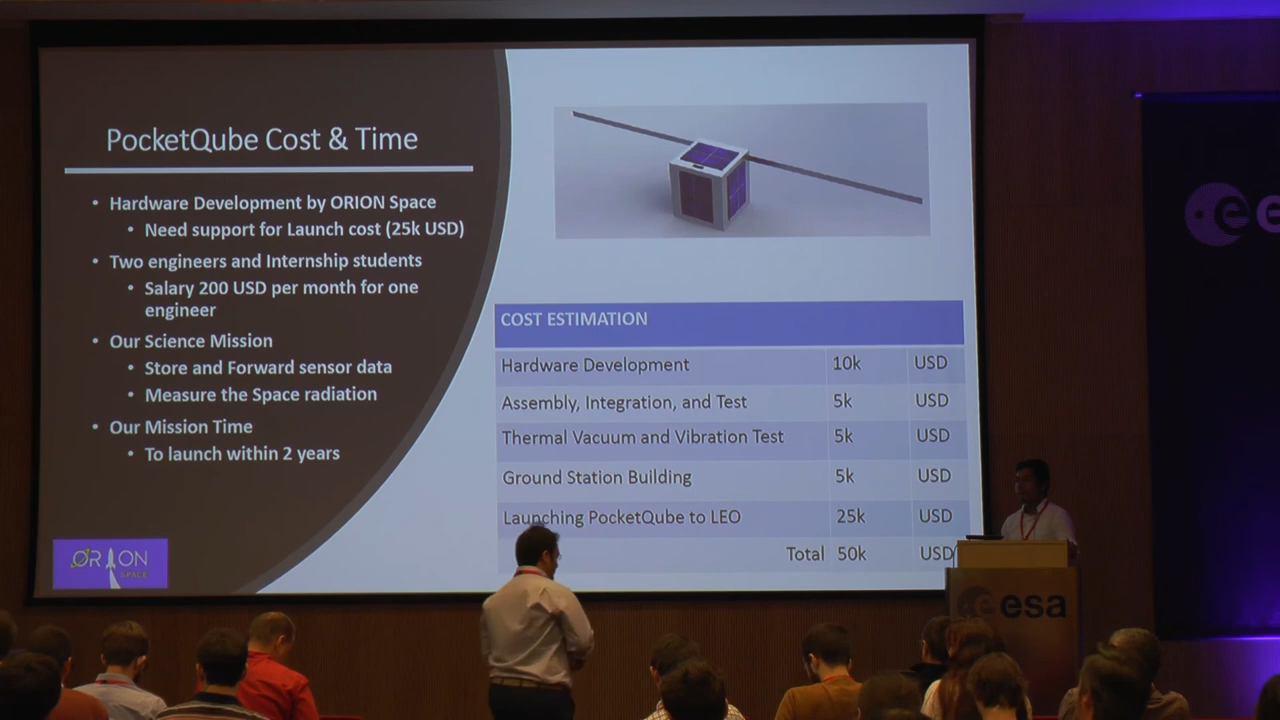 PocketQube Cost & Time
• Hardware Development by ORION Space
• Need support for Launch cost (25k USD)
• Two engineers and Internship students
• Salary 200 USD per month for one
engineer
• Our Science Mission
• Store and Forward sensor data
• Measure the Space radiation
• Our Mission Time
• To launch within 2 years
ORION
SPACE
COST ESTIMATION
Hardware Development 10k USD
Assembly, Integration, and Test 5k USD
Thermal Vacuum and Vibration Test 5k USD
Ground Station Building 5k USD
Launching PocketQube to LEO 25k USD
Total 50k USD
esa
es